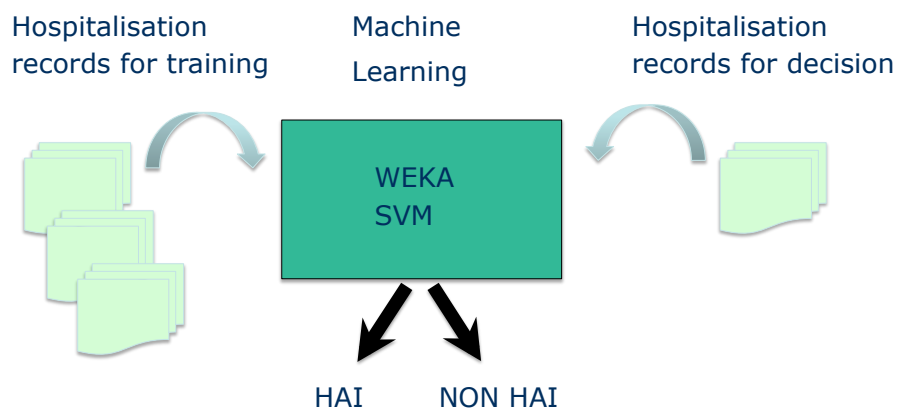 Hospitalisation
records for training
Machine
Learning
Hospitalisation
records for decision
WEKA
SVM
HAI
NON HAI